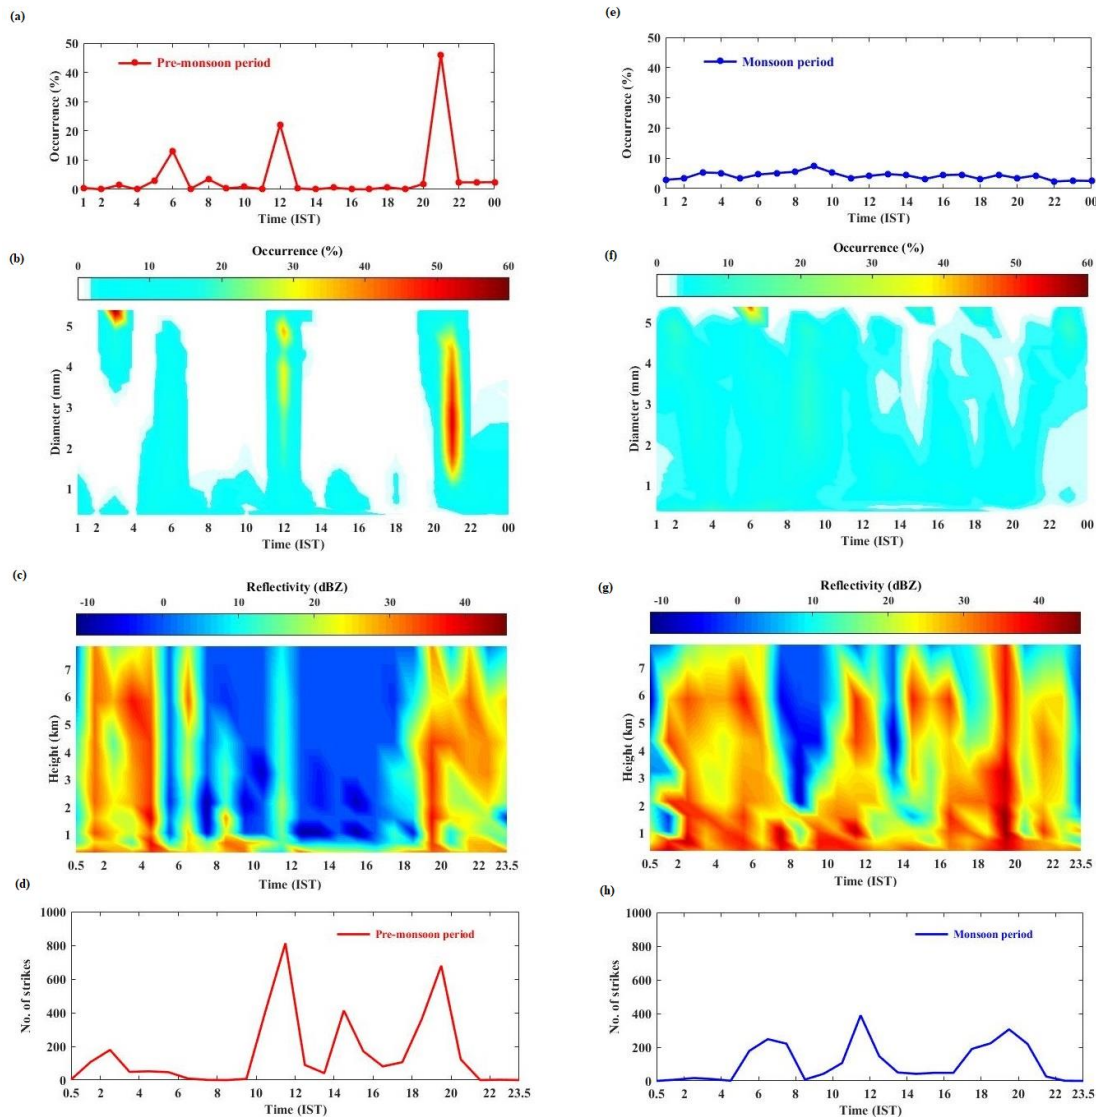 (a)
50
40
30
20
10
0
Occurrence (%)
Pre-monsoon period
1 2 4 6 8 10 12 14 16 18 20 22 00
Time (IST)
(b)
Occurrence (%)
0 10 20 30 40 50 60
5
4
3
2
1
Diameter (mm)
1 2 4 6 8 10 12 14 16 18 20 22 00
Time (IST)
(c)
Reflectivity (dBZ)
-10 0 10 20 30 40
7
6
5
4
3
2
1
Height (km)
0.5 2 4 6 8 10 12 14 16 18 20 22 23.5
Time (IST)
(d)
1000
800
600
400
200
0
No. of strikes
Pre-monsoon period
0.5 2 4 6 8 10 12 14 16 18 20 22 23.5
Time (IST)
(e)
50
40
30
20
10
0
Occurrence (%)
Monsoon period
1 2 4 6 8 10 12 14 16 18 20 22 00
Time (IST)
(f)
Occurrence (%)
0 10 20 30 40 50 60
5
4
3
2
1
Diameter (mm)
1 2 4 6 8 10 12 14 16 18 20 22 00
Time (IST)
(g)
Reflectivity (dBZ)
-10 0 10 20 30 40
7
6
5
4
3
2
1
Height (km)
0.5 2 4 6 8 10 12 14 16 18 20 22 23.5
Time (IST)
(h)
1000
800
600
400
200
0
No. of strikes
Monsoon period
0.5 2 4 6 8 10 12 14 16 18 20 22 23.5
Time (IST)